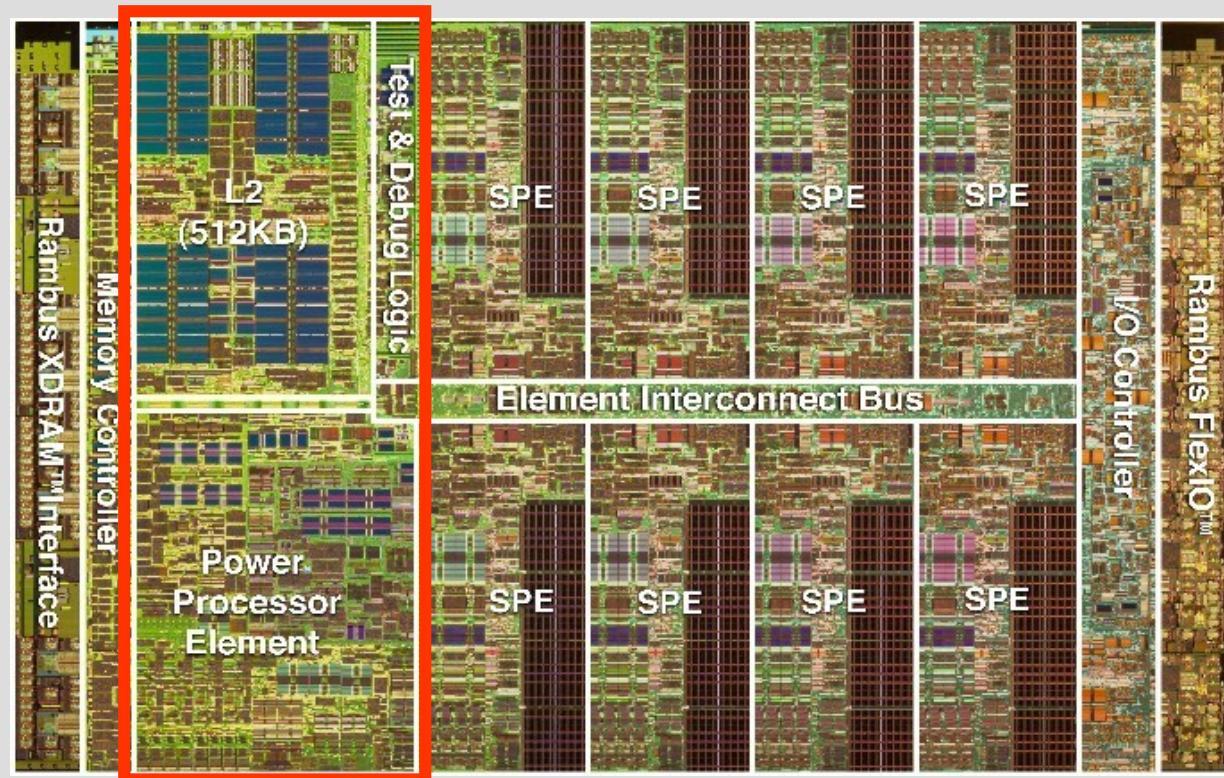 Rambus XDRAM™ Interface
Memory Controller
L2
(512KB)
Test & Debug Logic
SPE
SPE
SPE
SPE
Element Interconnect Bus
Power
Processor
Element
SPE
SPE
SPE
SPE
I/O Controller
Rambus FlexIO™